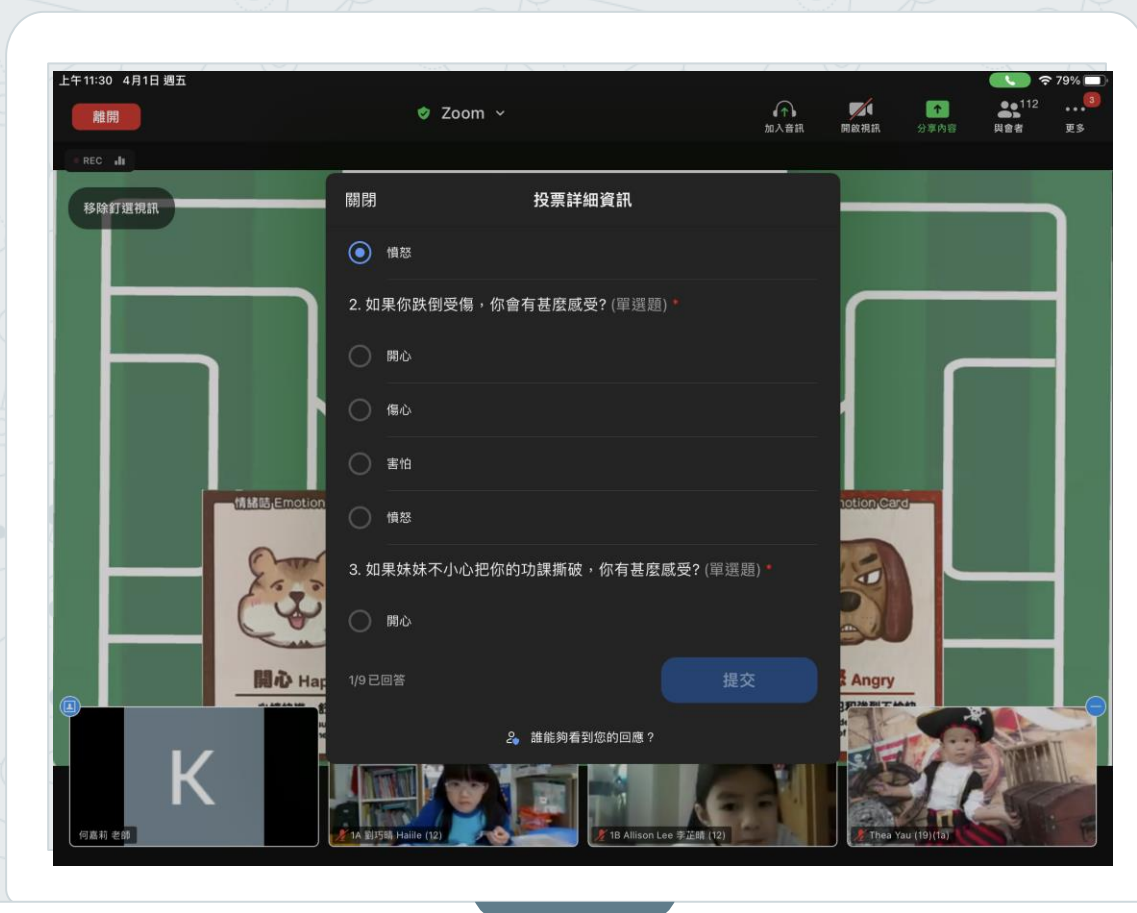 上午11:30 4月1日 週五
79%
離開
Zoom
加入音訊
開啟視訊
分享內容
112
與會者
3
更多
REC
移除釘選視訊
關閉
投票詳細資訊
憤怒
2. 如果你跌倒受傷，你會有甚麼感受? (單選題) *
開心
傷心
害怕
憤怒
3. 如果妹妹不小心把你的功課撕破，你有甚麼感受? (單選題) *
開心
1/9 已回答
提交
誰能夠看到您的回應？
Emotion
otion Card
開心 Hap
Angry
K
何嘉莉 老師
1A 劉巧晴 Haiile (12)
1B Allison Lee 李芷晴 (12)
Thea Yau (19)(1a)